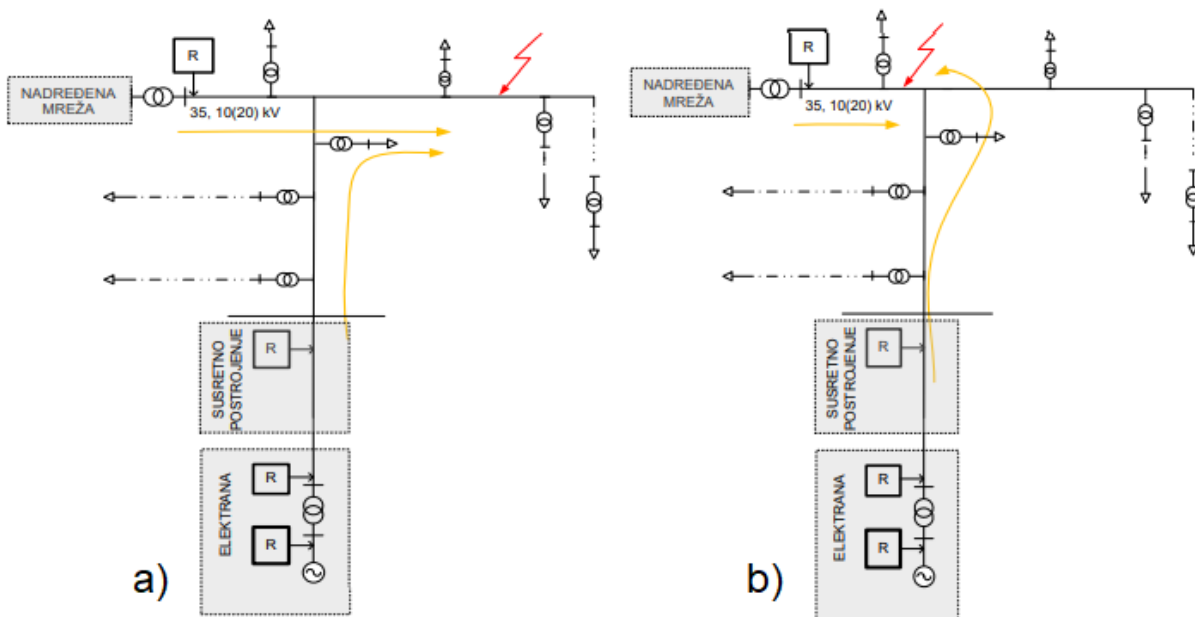 R
NADREĐENA
MREŽA
35, 10(20) kV
SUSRETNO
POSTROJENJE
R
ELEKTRANA
R
R
a)
R
NADREĐENA
MREŽA
35, 10(20) kV
SUSRETNO
POSTROJENJE
R
ELEKTRANA
R
R
b)